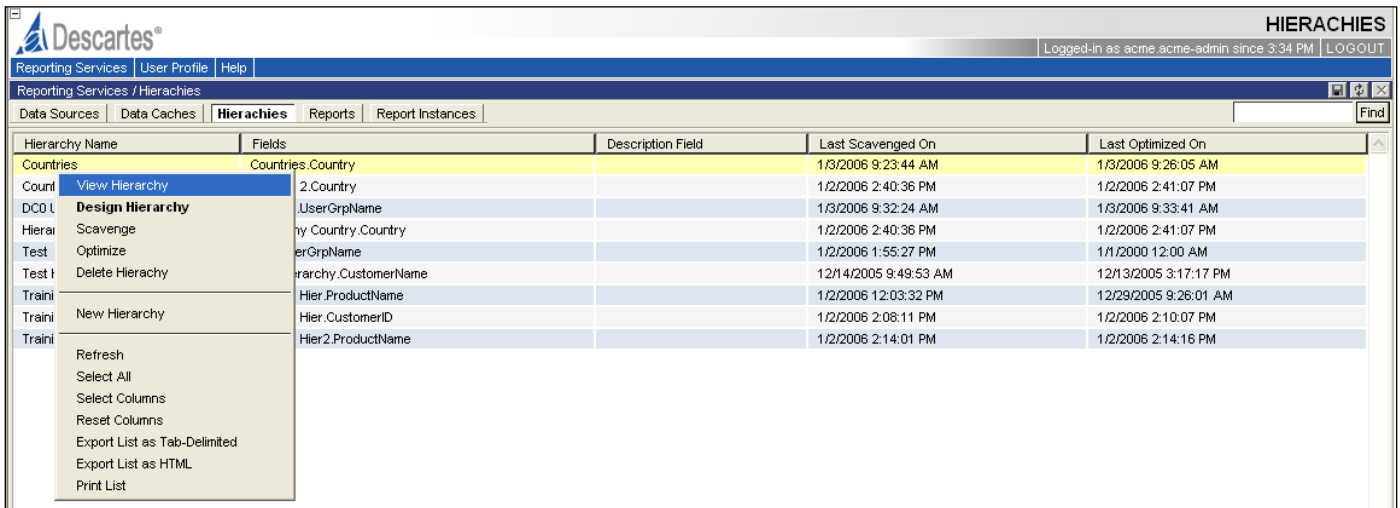 Descartes®
HIERACHIES
Logged-in as acme.acme-admin since 3:34 PM | LOGOUT
Reporting Services | User Profile | Help
Reporting Services / Hierachies
Data Sources | Data Caches | Hierachies | Reports | Report Instances | Find
Hierarchy Name Fields Description Field Last Scavenged On Last Optimized On
Countries Countries.Country 1/3/2006 9:23:44 AM 1/3/2006 9:26:05 AM
Count 2.Country 1/2/2006 2:40:36 PM 1/2/2006 2:41:07 PM
DC0 U .UserGrpName 1/3/2006 9:32:24 AM 1/3/2006 9:33:41 AM
Hierar hy Country.Country 1/2/2006 2:40:36 PM 1/2/2006 2:41:07 PM
Test erGrpName 1/2/2006 1:55:27 PM 1/1/2000 12:00 AM
Test H erarchy.CustomerName 12/14/2005 9:49:53 AM 12/13/2005 3:17:17 PM
Traini Hier.ProductName 1/2/2006 12:03:32 PM 12/29/2005 9:26:01 AM
Traini Hier.CustomerID 1/2/2006 2:08:11 PM 1/2/2006 2:10:07 PM
Traini Hier2.ProductName 1/2/2006 2:14:01 PM 1/2/2006 2:14:16 PM
View Hierarchy
Design Hierarchy
Scavenge
Optimize
Delete Hierachy
New Hierarchy
Refresh
Select All
Select Columns
Reset Columns
Export List as Tab-Delimited
Export List as HTML
Print List